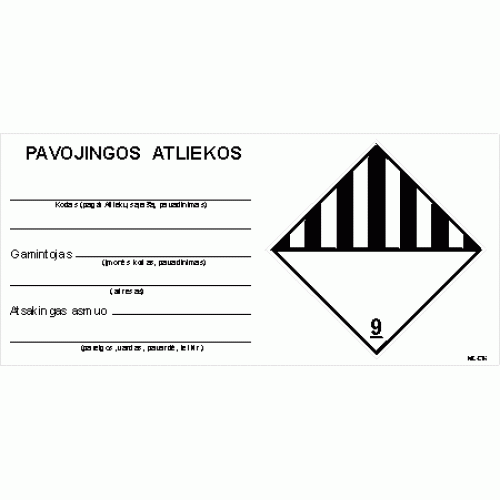 PAVOJINGOS ATLIEKOS
Kodas (pagal Atliekų sąrašą, pavadinimas)
Gamintojas
(įmonės kodas, pavadinimas)
(adresas)
Atsakingas asmuo
(pareigos, vardas, pavardė, tel Nr.)
9